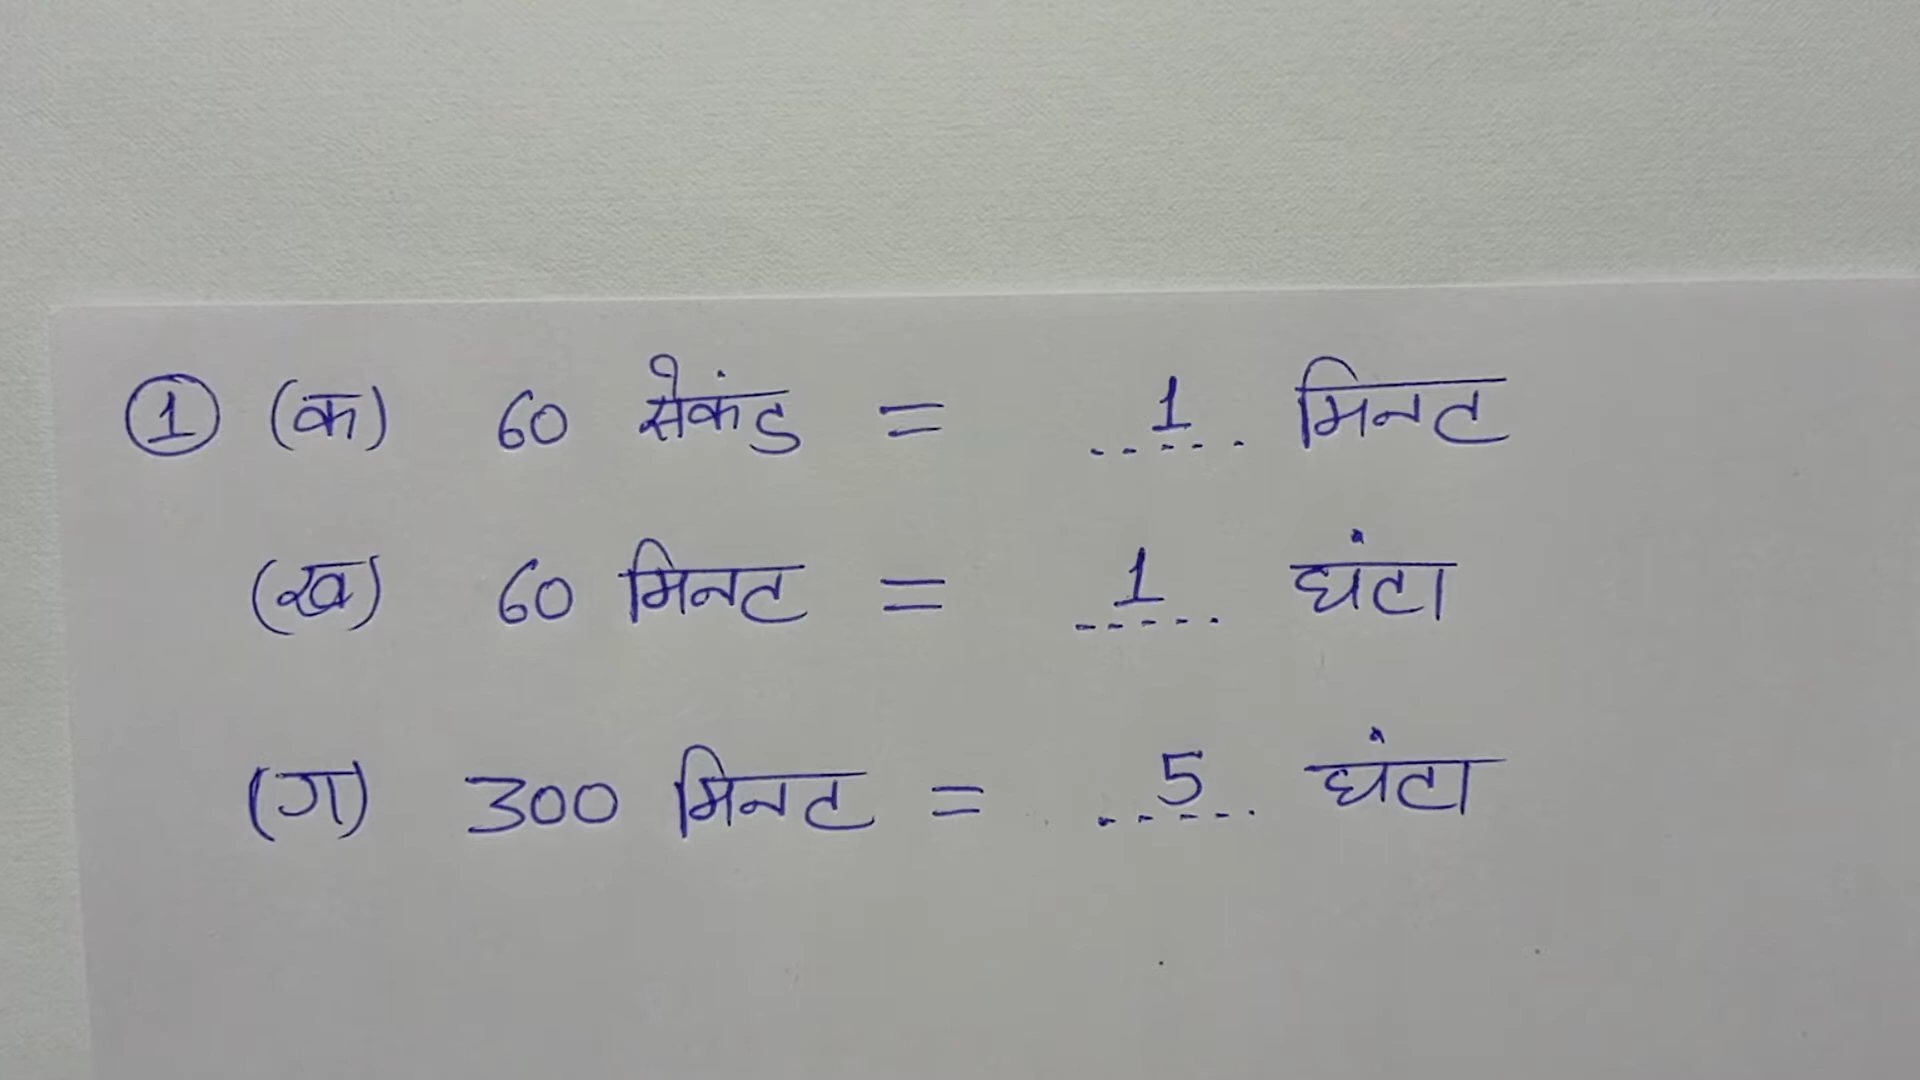 ① (क) 60 सेकंड = ..1.. मिनट
(ख) 60 मिनट = ..1.. घंटा
(ग) 300 मिनट = ..5.. घंटा